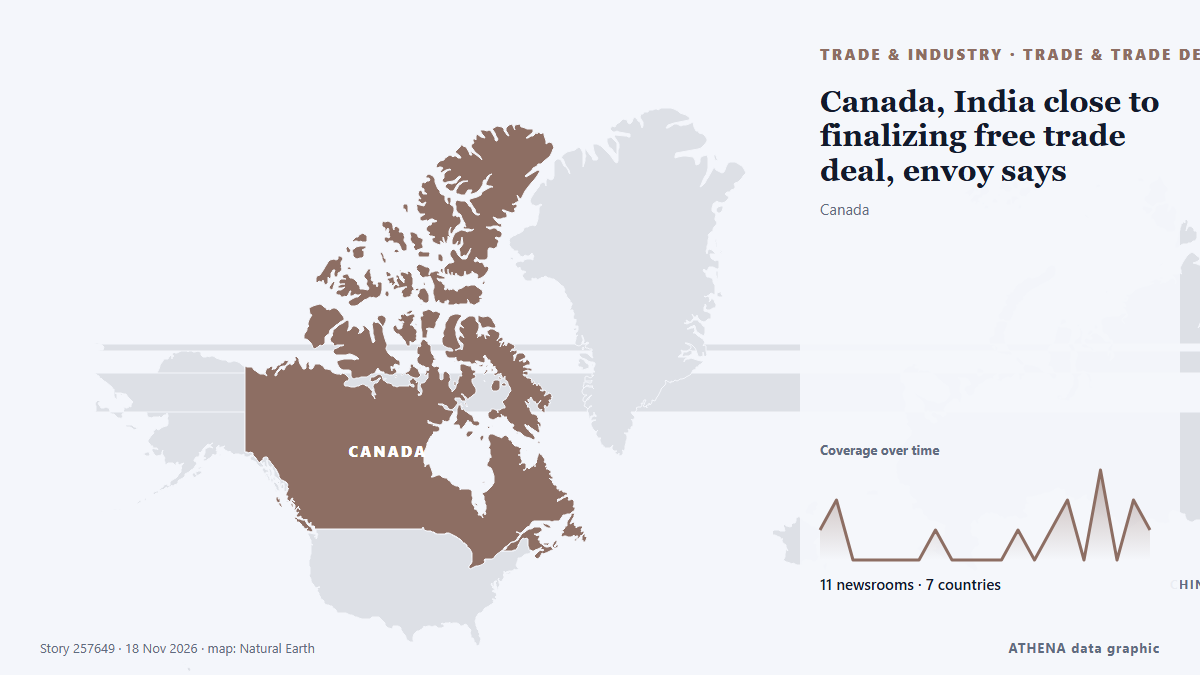 TRADE & INDUSTRY · TRADE & TRADE DE
Canada, India close to
finalizing free trade
deal, envoy says
Canada
CANADA
Coverage over time
11 newsrooms · 7 countries
CHIN
Story 257649 · 18 Nov 2026 · map: Natural Earth
ATHENA data graphic